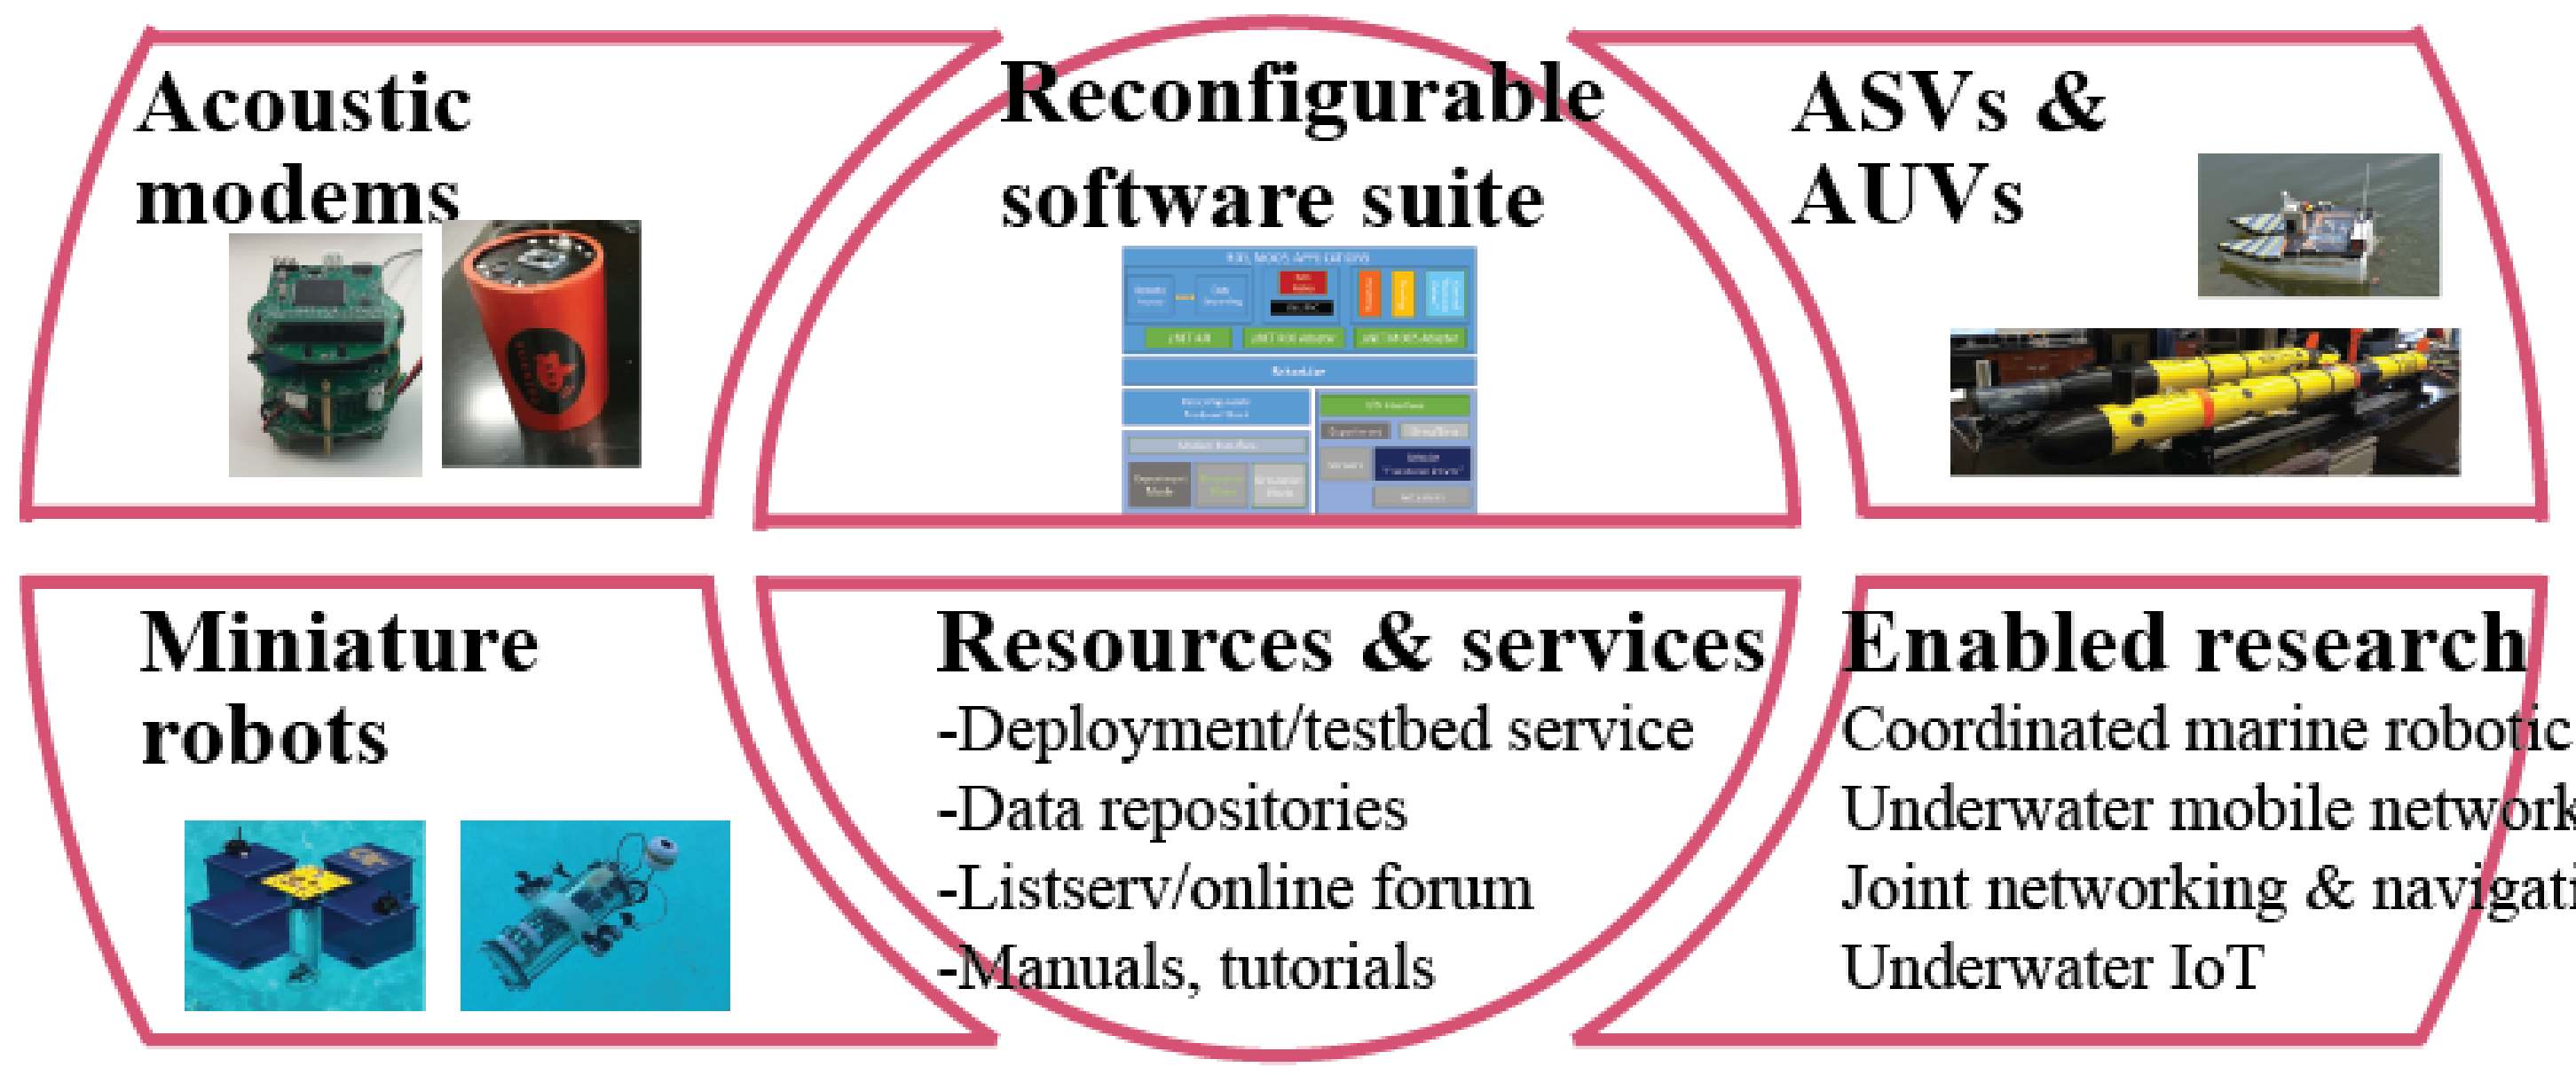 Acoustic
modems
Reconfigurable
software suite
ASVs &
AUVs
Scheduler
Miniature
robots
Resources & services
-Deployment/testbed service
-Data repositories
-Listserv/online forum
-Manuals, tutorials
Enabled research
Coordinated marine robotic
Underwater mobile network
Joint networking & navigati
Underwater IoT